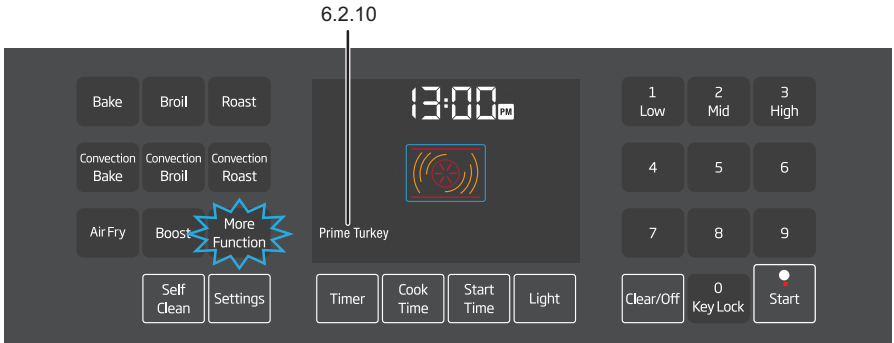 6.2.10
Bake
Broil
Roast
Convection
Bake
Convection
Broil
Convection
Roast
Air Fry
Boost
More
Function
Self
Clean
Settings
13:00 PM
Prime Turkey
Timer
Cook
Time
Start
Time
Light
1
Low
2
Mid
3
High
4
5
6
7
8
9
Clear/Off
0
Key Lock
Start